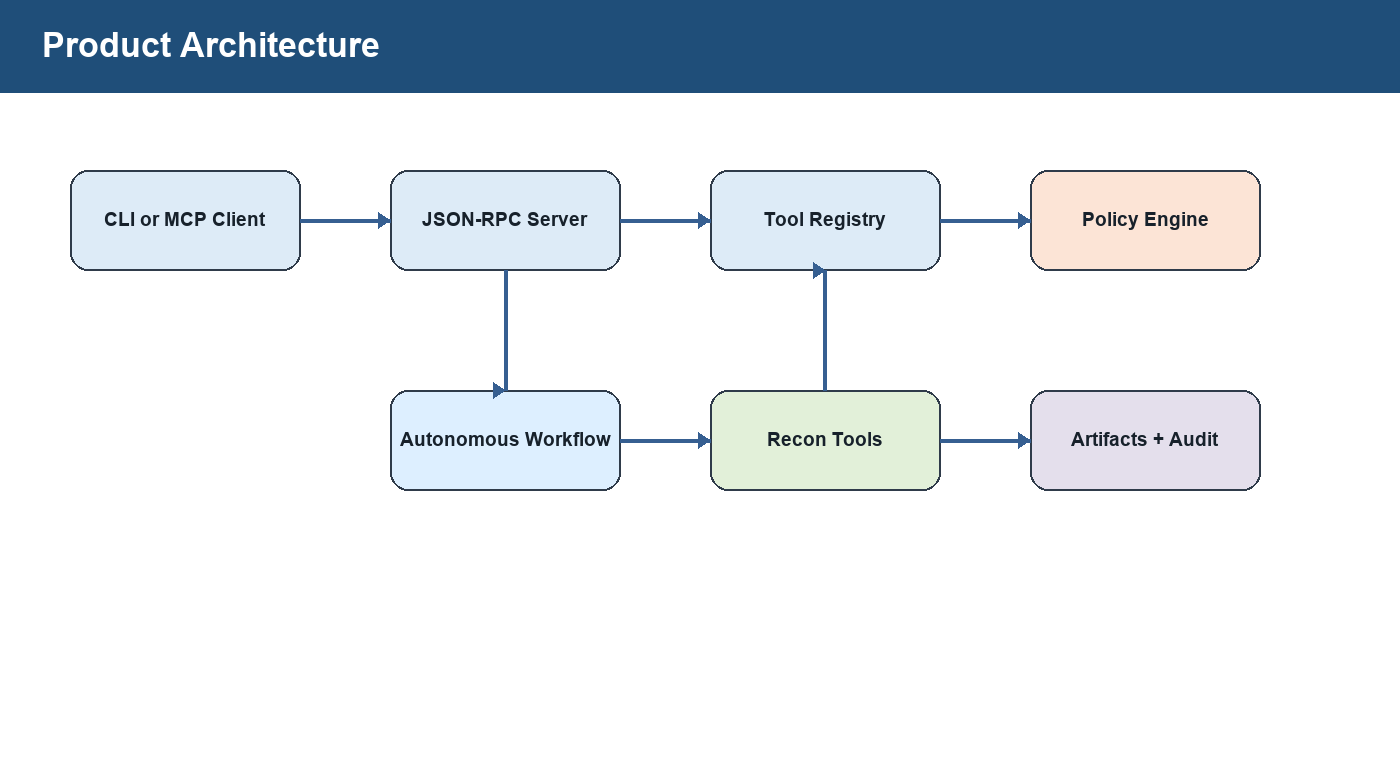 Product Architecture
CLI or MCP Client
JSON-RPC Server
Tool Registry
Policy Engine
Autonomous Workflow
Recon Tools
Artifacts + Audit